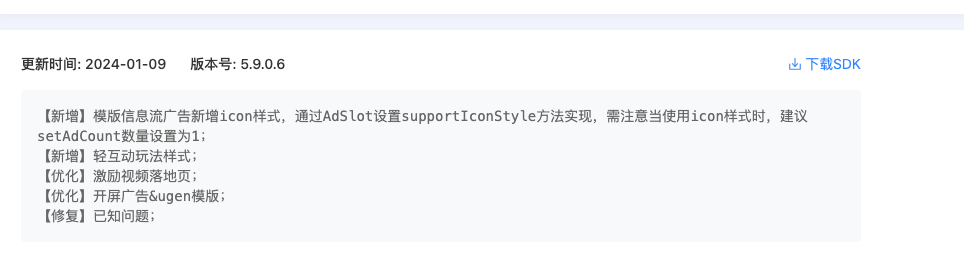 更新时间: 2024-01-09 版本号: 5.9.0.6 下载SDK
【新增】模版信息流广告新增icon样式，通过AdSlot设置supportIconStyle方法实现，需注意当使用icon样式时，建议
setAdCount数量设置为1；
【新增】轻互动玩法样式；
【优化】激励视频落地页；
【优化】开屏广告&ugen模版；
【修复】已知问题；